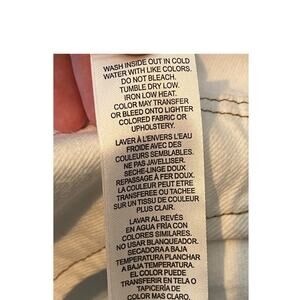 WASH INSIDE OUT IN COLD
WATER WITH LIKE COLORS.
DO NOT BLEACH.
TUMBLE DRY LOW.
IRON LOW HEAT.
COLOR MAY TRANSFER
OR BLEED ONTO LIGHTER
COLORED FABRIC OR
UPHOLSTERY.
LAVER À L'ENVERS L'EAU
FROIDE AVEC DES
COULEURS SEMBLABLES.
NE PAS JAVELLISER.
SECHE-LINGE DOUX
REPASSAGE À FER DOUX.
LA COULEUR PEUT ETRE
TRANSFEREE OU TACHEE
SUR UN TISSU DE COULEUR
PLUS CLAIR.
LAVAR AL REVÉS
EN AGUA FRÍA CON
COLORES SIMILARES.
NO USAR BLANQUEADOR.
SECADORA A BAJA
TEMPERATURA PLANCHAR
A BAJA TEMPERATURA.
EL COLOR PUEDE
TRANSFERIR EN TELA O
TAPICERÍA DE
COLOR MAS CLARO.